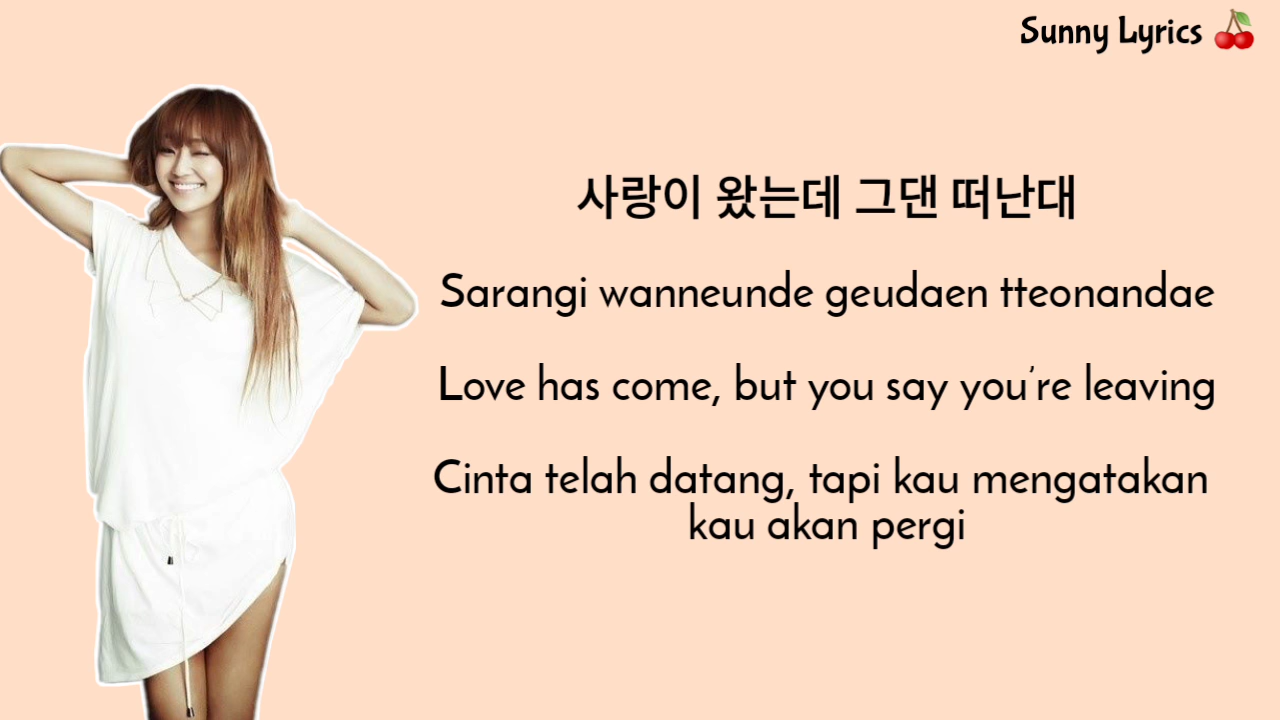 Sunny Lyrics
사랑이 왔는데 그댄 떠난대
Sarangi wanneunde geudaen tteonandae
Love has come, but you say you're leaving
Cinta telah datang, tapi kau mengatakan
kau akan pergi